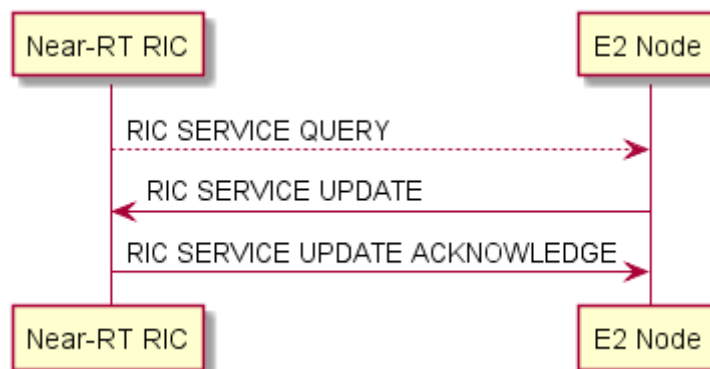 Near-RT RIC
E2 Node
RIC SERVICE QUERY
RIC SERVICE UPDATE
RIC SERVICE UPDATE ACKNOWLEDGE
Near-RT RIC
E2 Node